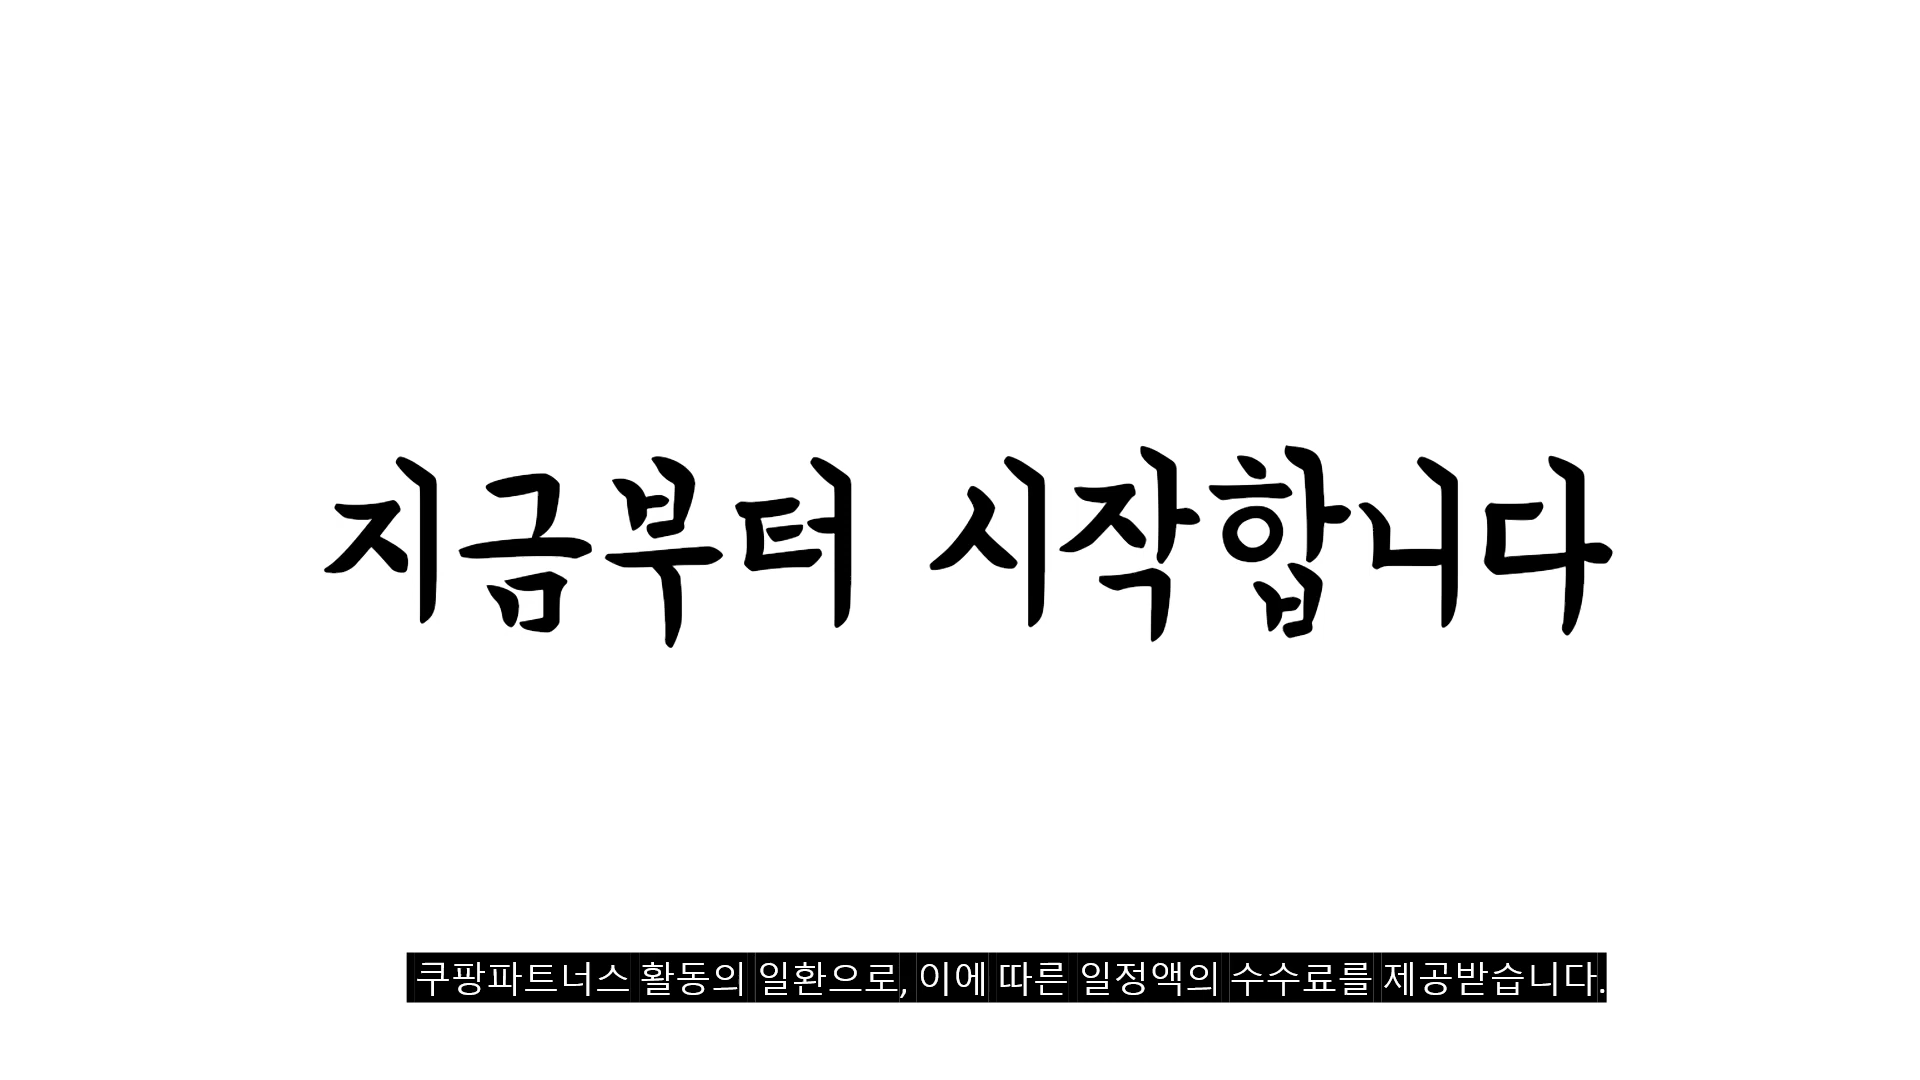 지금부터 시작합니다
쿠팡파트너스 활동의 일환으로, 이에 따른 일정액의 수수료를 제공받습니다.